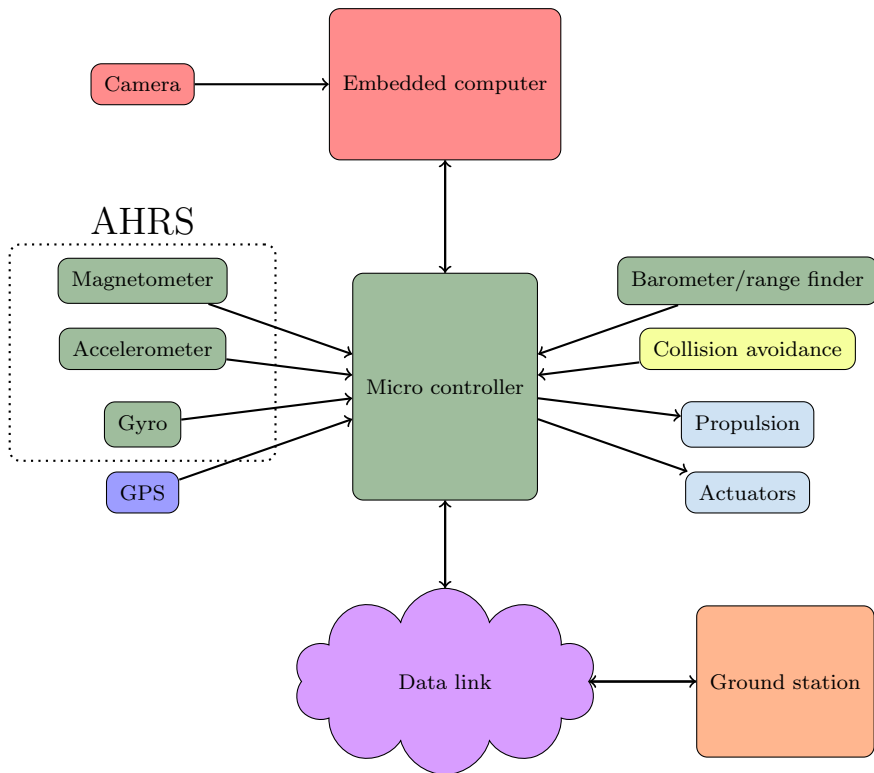 Camera
Embedded computer
AHRS
Magnetometer
Accelerometer
Gyro
GPS
Micro controller
Barometer/range finder
Collision avoidance
Propulsion
Actuators
Data link
Ground station